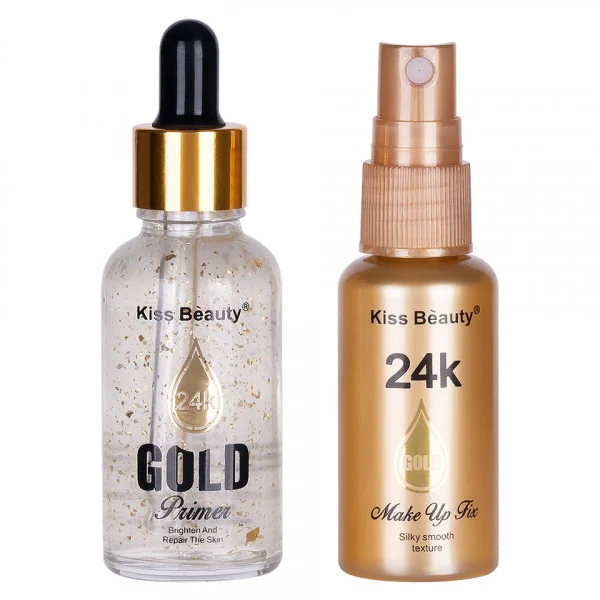 Kiss Beauty®
24k
GOLD
Primer
Brighten And
Repair The Skin
Kiss Bèauty®
24k
GOLD
Make Up Fix
Silky smooth
texture